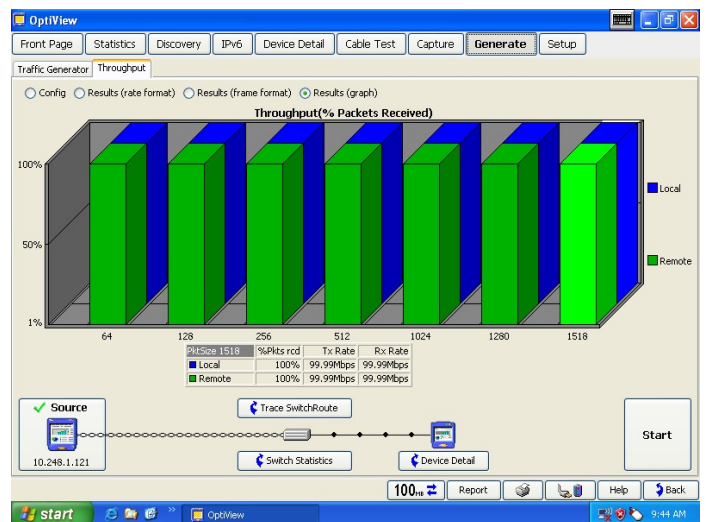 OptiView
Front Page Statistics Discovery IPv6 Device Detail Cable Test Capture Generate Setup
Traffic Generator Throughput
Config Results (rate format) Results (frame format) Results (graph)
Throughput(% Packets Received)
100%
50%
1%
64 128 256 512 1024 1280 1518
Local
Remote
PktSize 1518 %Pkts rcd Tx Rate Rx Rate
Local 100% 99.99Mbps 99.99Mbps
Remote 100% 99.99Mbps 99.99Mbps
Source
10.248.1.121
Trace SwitchRoute
Switch Statistics
Device Detail
Start
100MB Report Help Back
start OptiView 9:44 AM